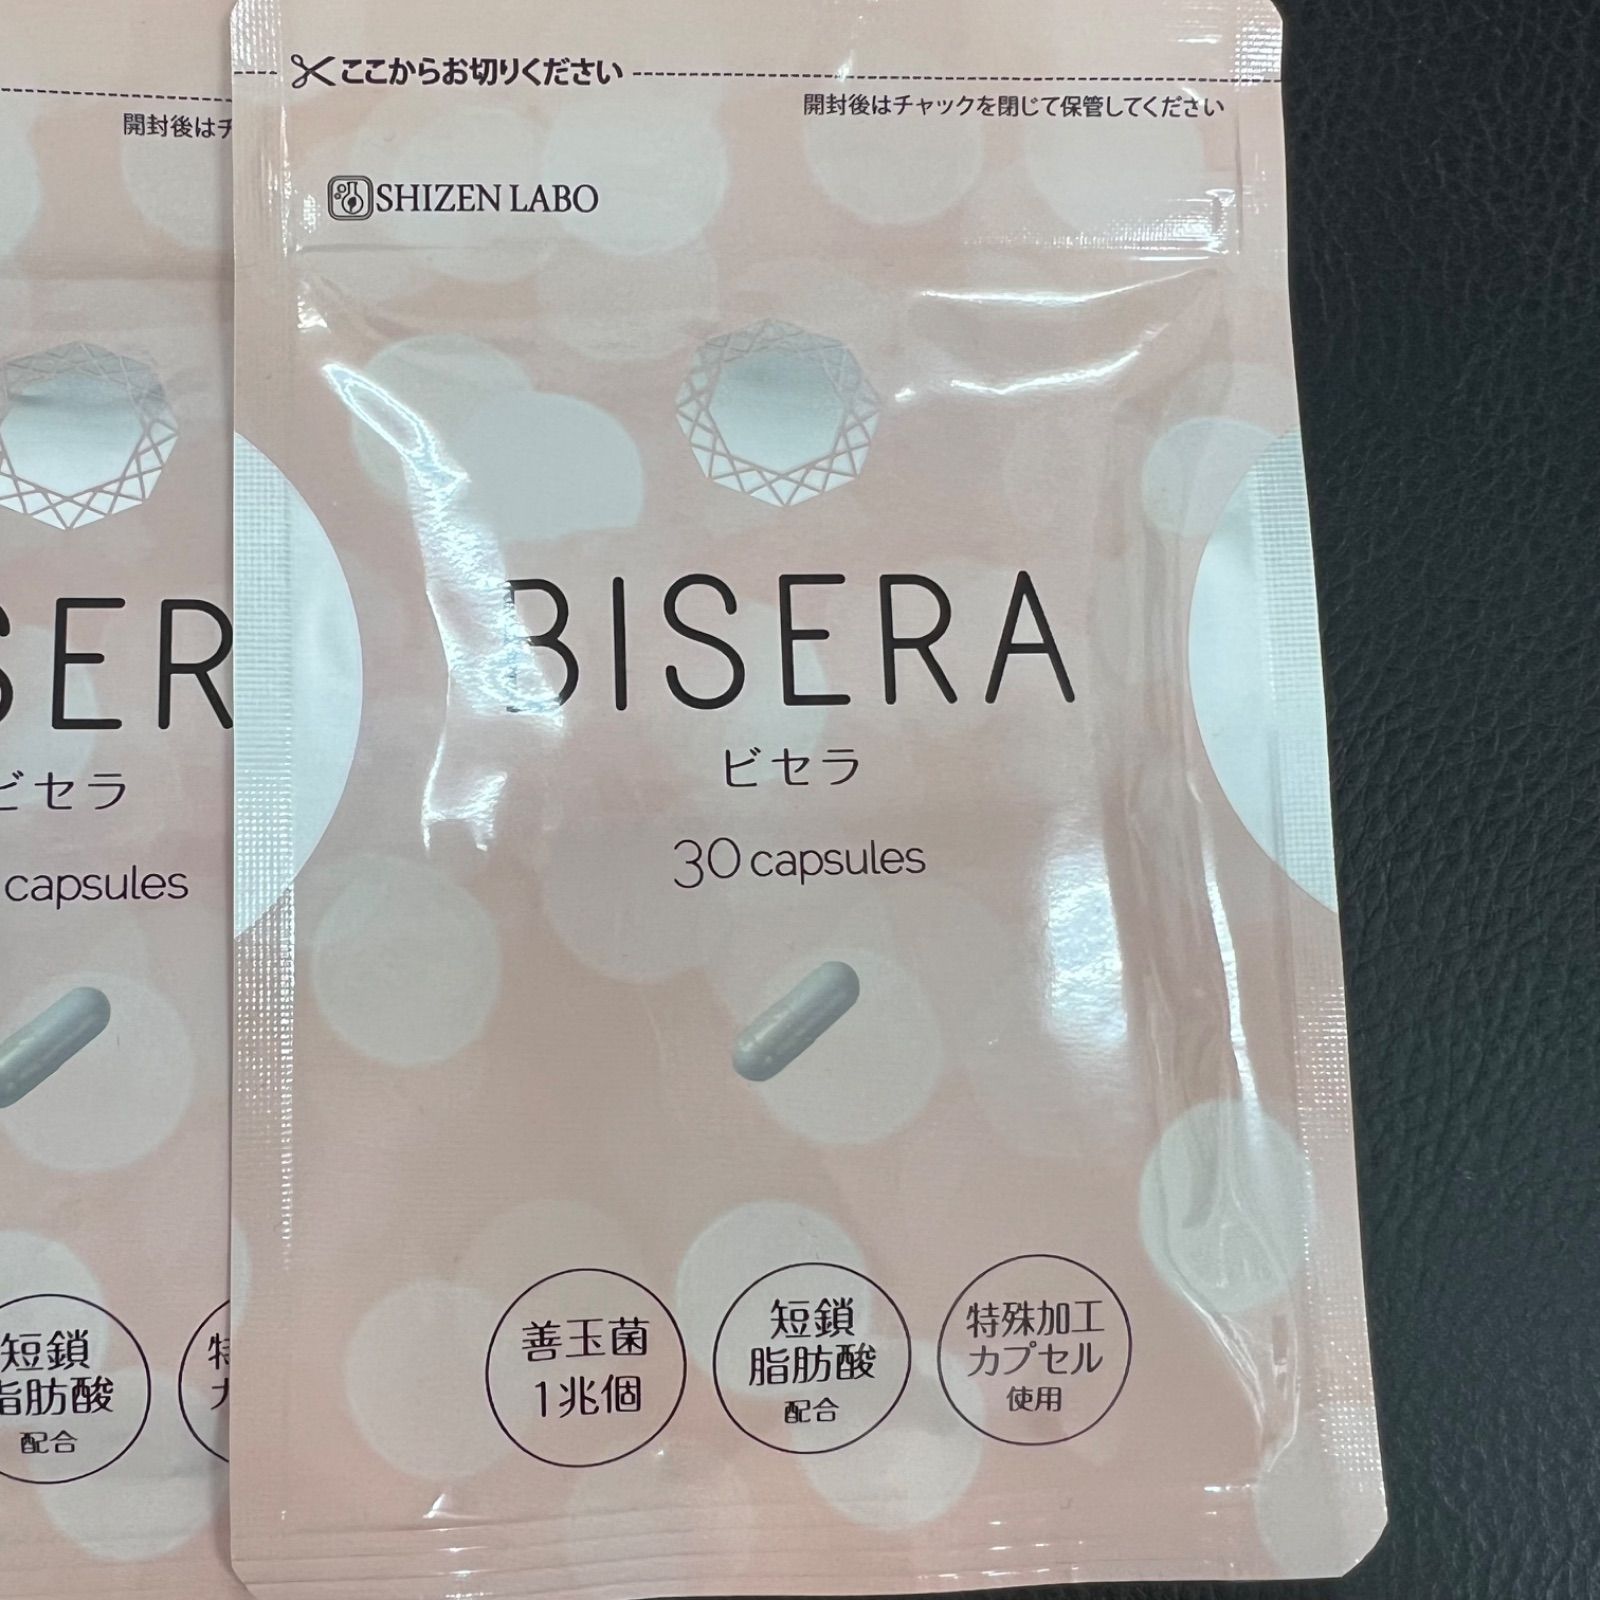 ここからお切りください
開封後はチャックを閉じて保管してください
SHIZEN LABO
BISERA
ビセラ
30 capsules
善玉菌
1兆個
短鎖
脂肪酸
配合
特殊加工
カプセル
使用
開封後はチ
SER
ビセラ
capsules
短鎖
脂肪酸
配合